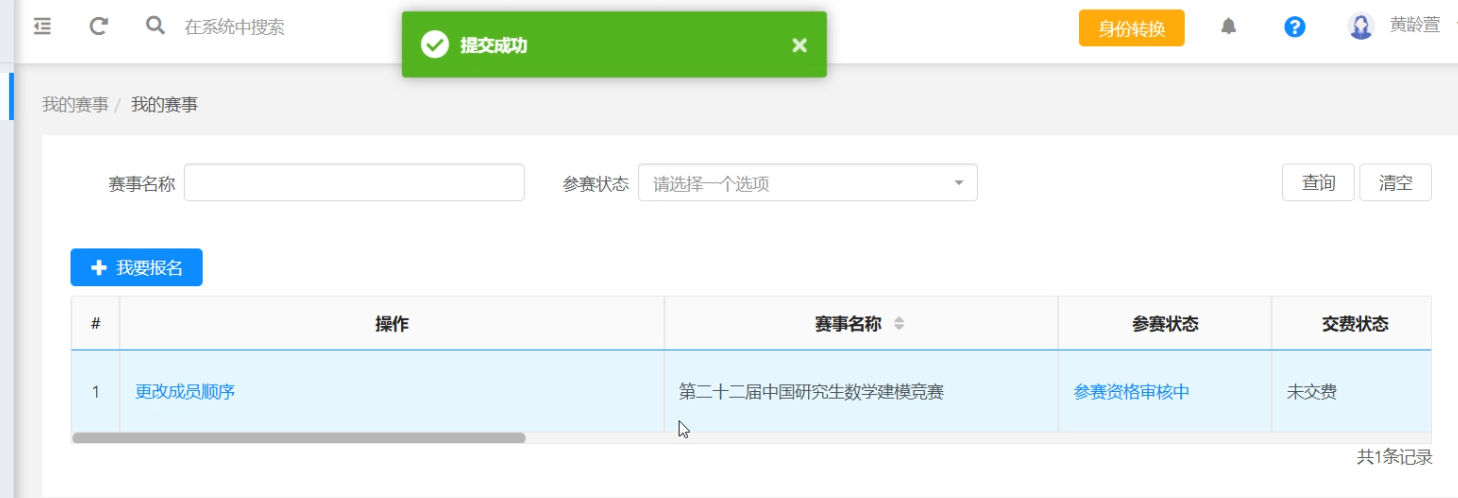 在系统中搜索
提交成功
身份转换
黄龄萱
我的赛事 / 我的赛事
赛事名称
参赛状态 请选择一个选项
查询 清空
我要报名
# 操作 赛事名称 参赛状态 交费状态
1 更改成员顺序 第二十二届中国研究生数学建模竞赛 参赛资格审核中 未交费
共1条记录